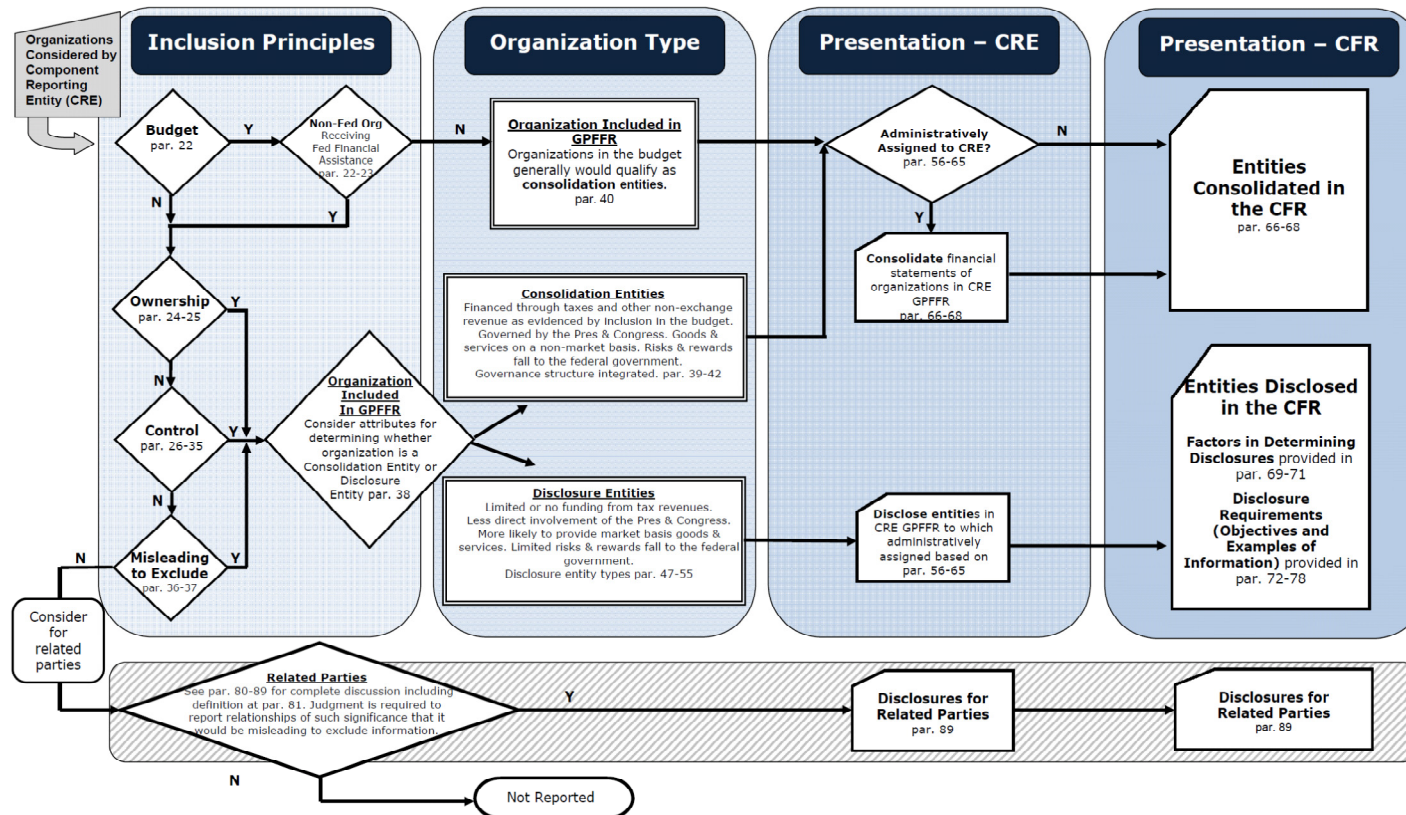 Organizations
Considered by
Component
Reporting
Entity (CRE)
Inclusion Principles
Organization Type
Presentation – CRE
Presentation – CFR
Budget
par. 22
Y
Non-Fed Org
Receiving
Fed Financial
Assistance
par. 22-23
N
Organization Included in
GPFFR
Organizations in the budget
generally would qualify as
consolidation entities.
par. 40
Administratively
Assigned to CRE?
par. 56-65
N
Entities
Consolidated in
the CFR
par. 66-68
N
Y
Y
Consolidate financial
statements of
organizations in CRE
GPFFR
par. 66-68
Ownership
par. 24-25
Y
N
Consolidation Entities
Financed through taxes and other non-exchange
revenue as evidenced by inclusion in the budget.
Governed by the Pres & Congress. Goods &
services on a non-market basis. Risks & rewards
fall to the federal government.
Governance structure integrated. par. 39-42
Organization
Included
In GPFFR
Consider attributes for
determining whether
organization is a
Consolidation Entity or
Disclosure
Entity par. 38
Control
par. 26-35
Y
N
Entities Disclosed
in the CFR
Factors in Determining
Disclosures provided in
par. 69-71
Disclosure
Requirements
(Objectives and
Examples of
Information) provided in
par. 72-78
Disclosure Entities
Limited or no funding from tax revenues.
Less direct involvement of the Pres & Congress.
More likely to provide market basis goods &
services. Limited risks & rewards fall to the federal
government.
Disclosure entity types par. 47-55
Disclose entities in
CRE GPFFR to which
administratively
assigned based on
par. 56-65
N
Misleading
to Exclude
par. 36-37
Y
Consider
for
related
parties
Related Parties
See par. 80-89 for complete discussion including
definition at par. 81. Judgment is required to
report relationships of such significance that it
would be misleading to exclude information.
Y
Disclosures for
Related Parties
par. 89
Disclosures for
Related Parties
par. 89
N
Not Reported